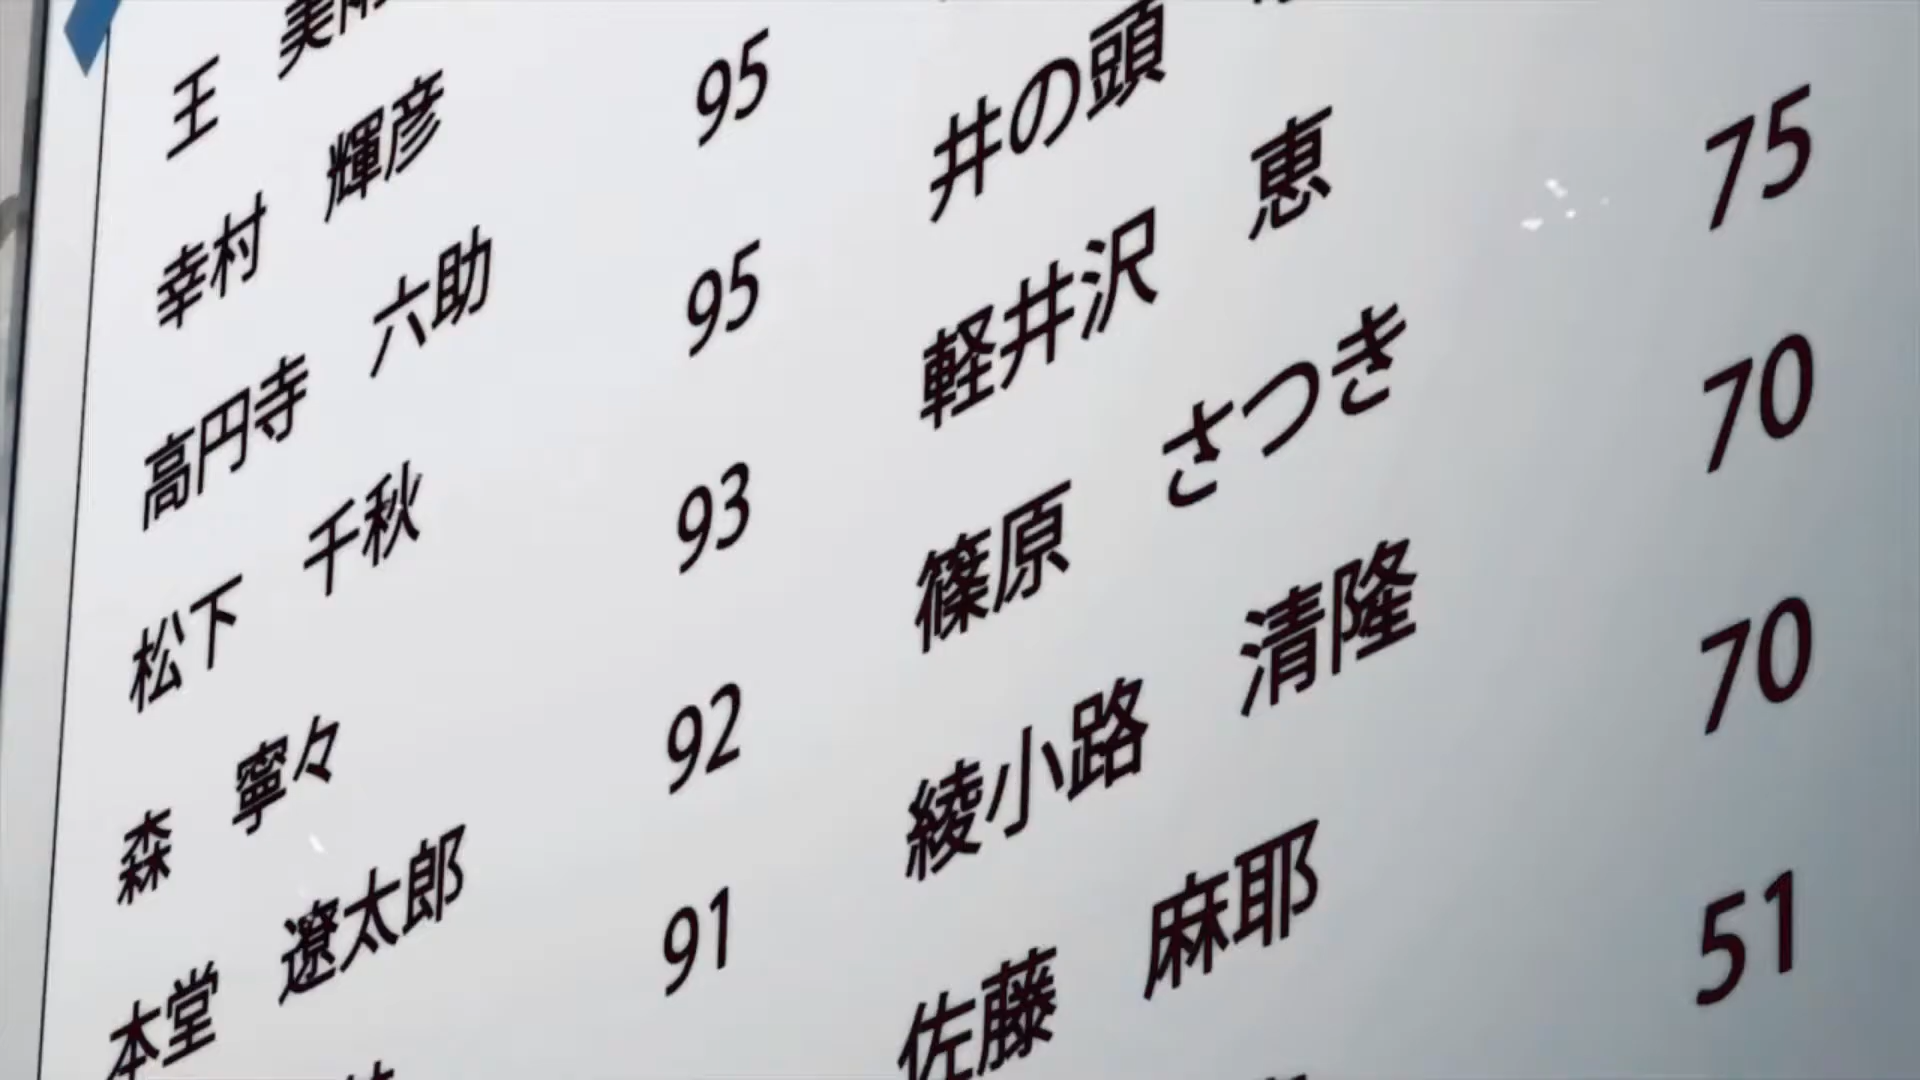 王
幸村 輝彦
高円寺 六助 95
松下 千秋 95
森 寧々 93
本堂 遼太郎 92
91
井の頭
軽井沢 恵
篠原 さつき 75
綾小路 清隆 70
佐藤 麻耶 70
51